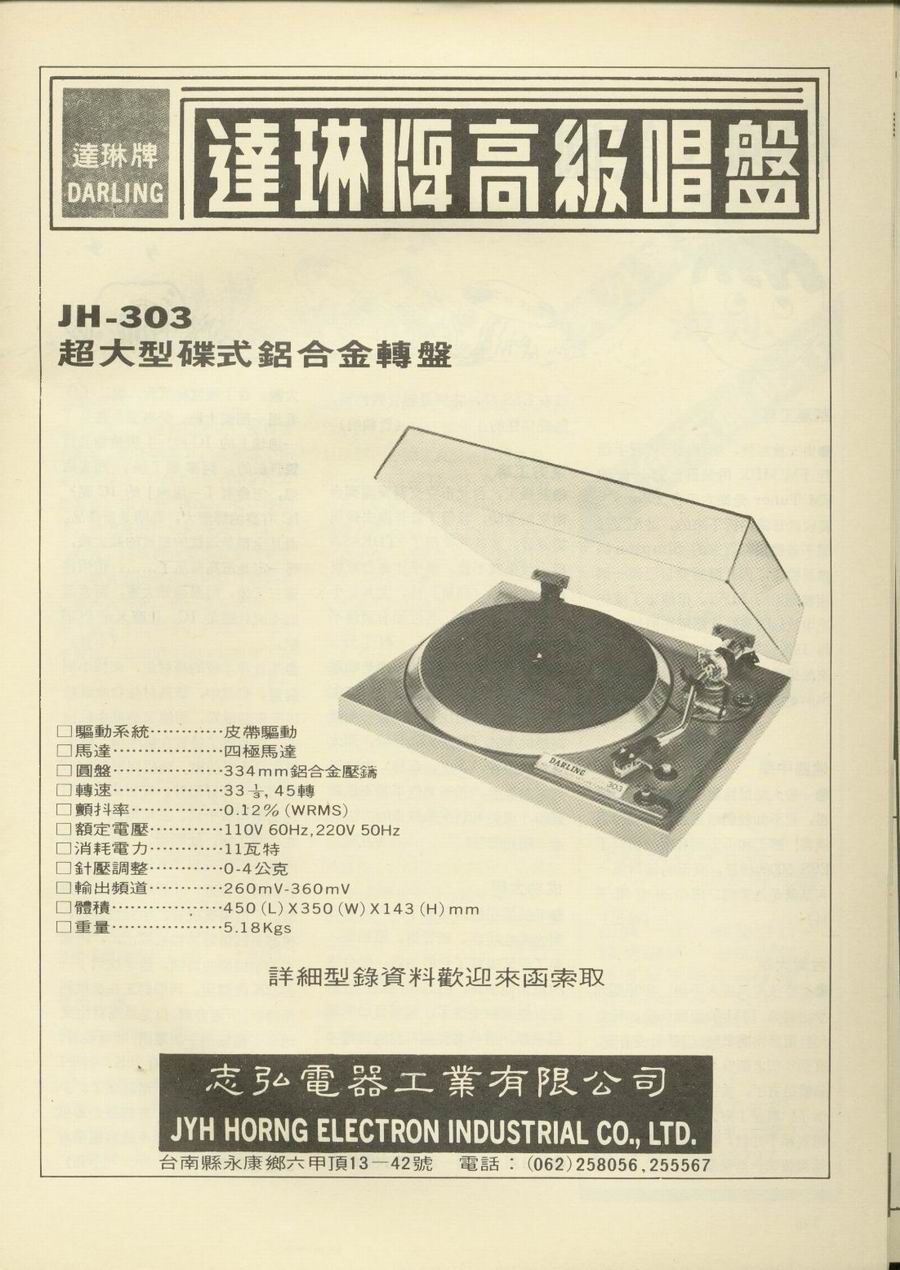 達琳牌
DARLING
達琳牌高級唱盤
JH-303
超大型碟式鋁合金轉盤
DARLING
303
□驅動系統…………皮帶驅動
□馬達………………四極馬達
□圓盤………………334mm鋁合金壓鑄
□轉速………………33⅓, 45轉
□顫抖率……………0.12%(WRMS)
□額定電壓…………110V 60Hz,220V 50Hz
□消耗電力…………11瓦特
□針壓調整…………0-4公克
□輸出頻道…………260mV-360mV
□體積………………450(L)X350(W)X143(H)mm
□重量………………5.18Kgs
詳細型錄資料歡迎來函索取
志弘電器工業有限公司
JYH HORNG ELECTRON INDUSTRIAL CO., LTD.
台南縣永康鄉六甲頂13—42號 電話：(062)258056,255567